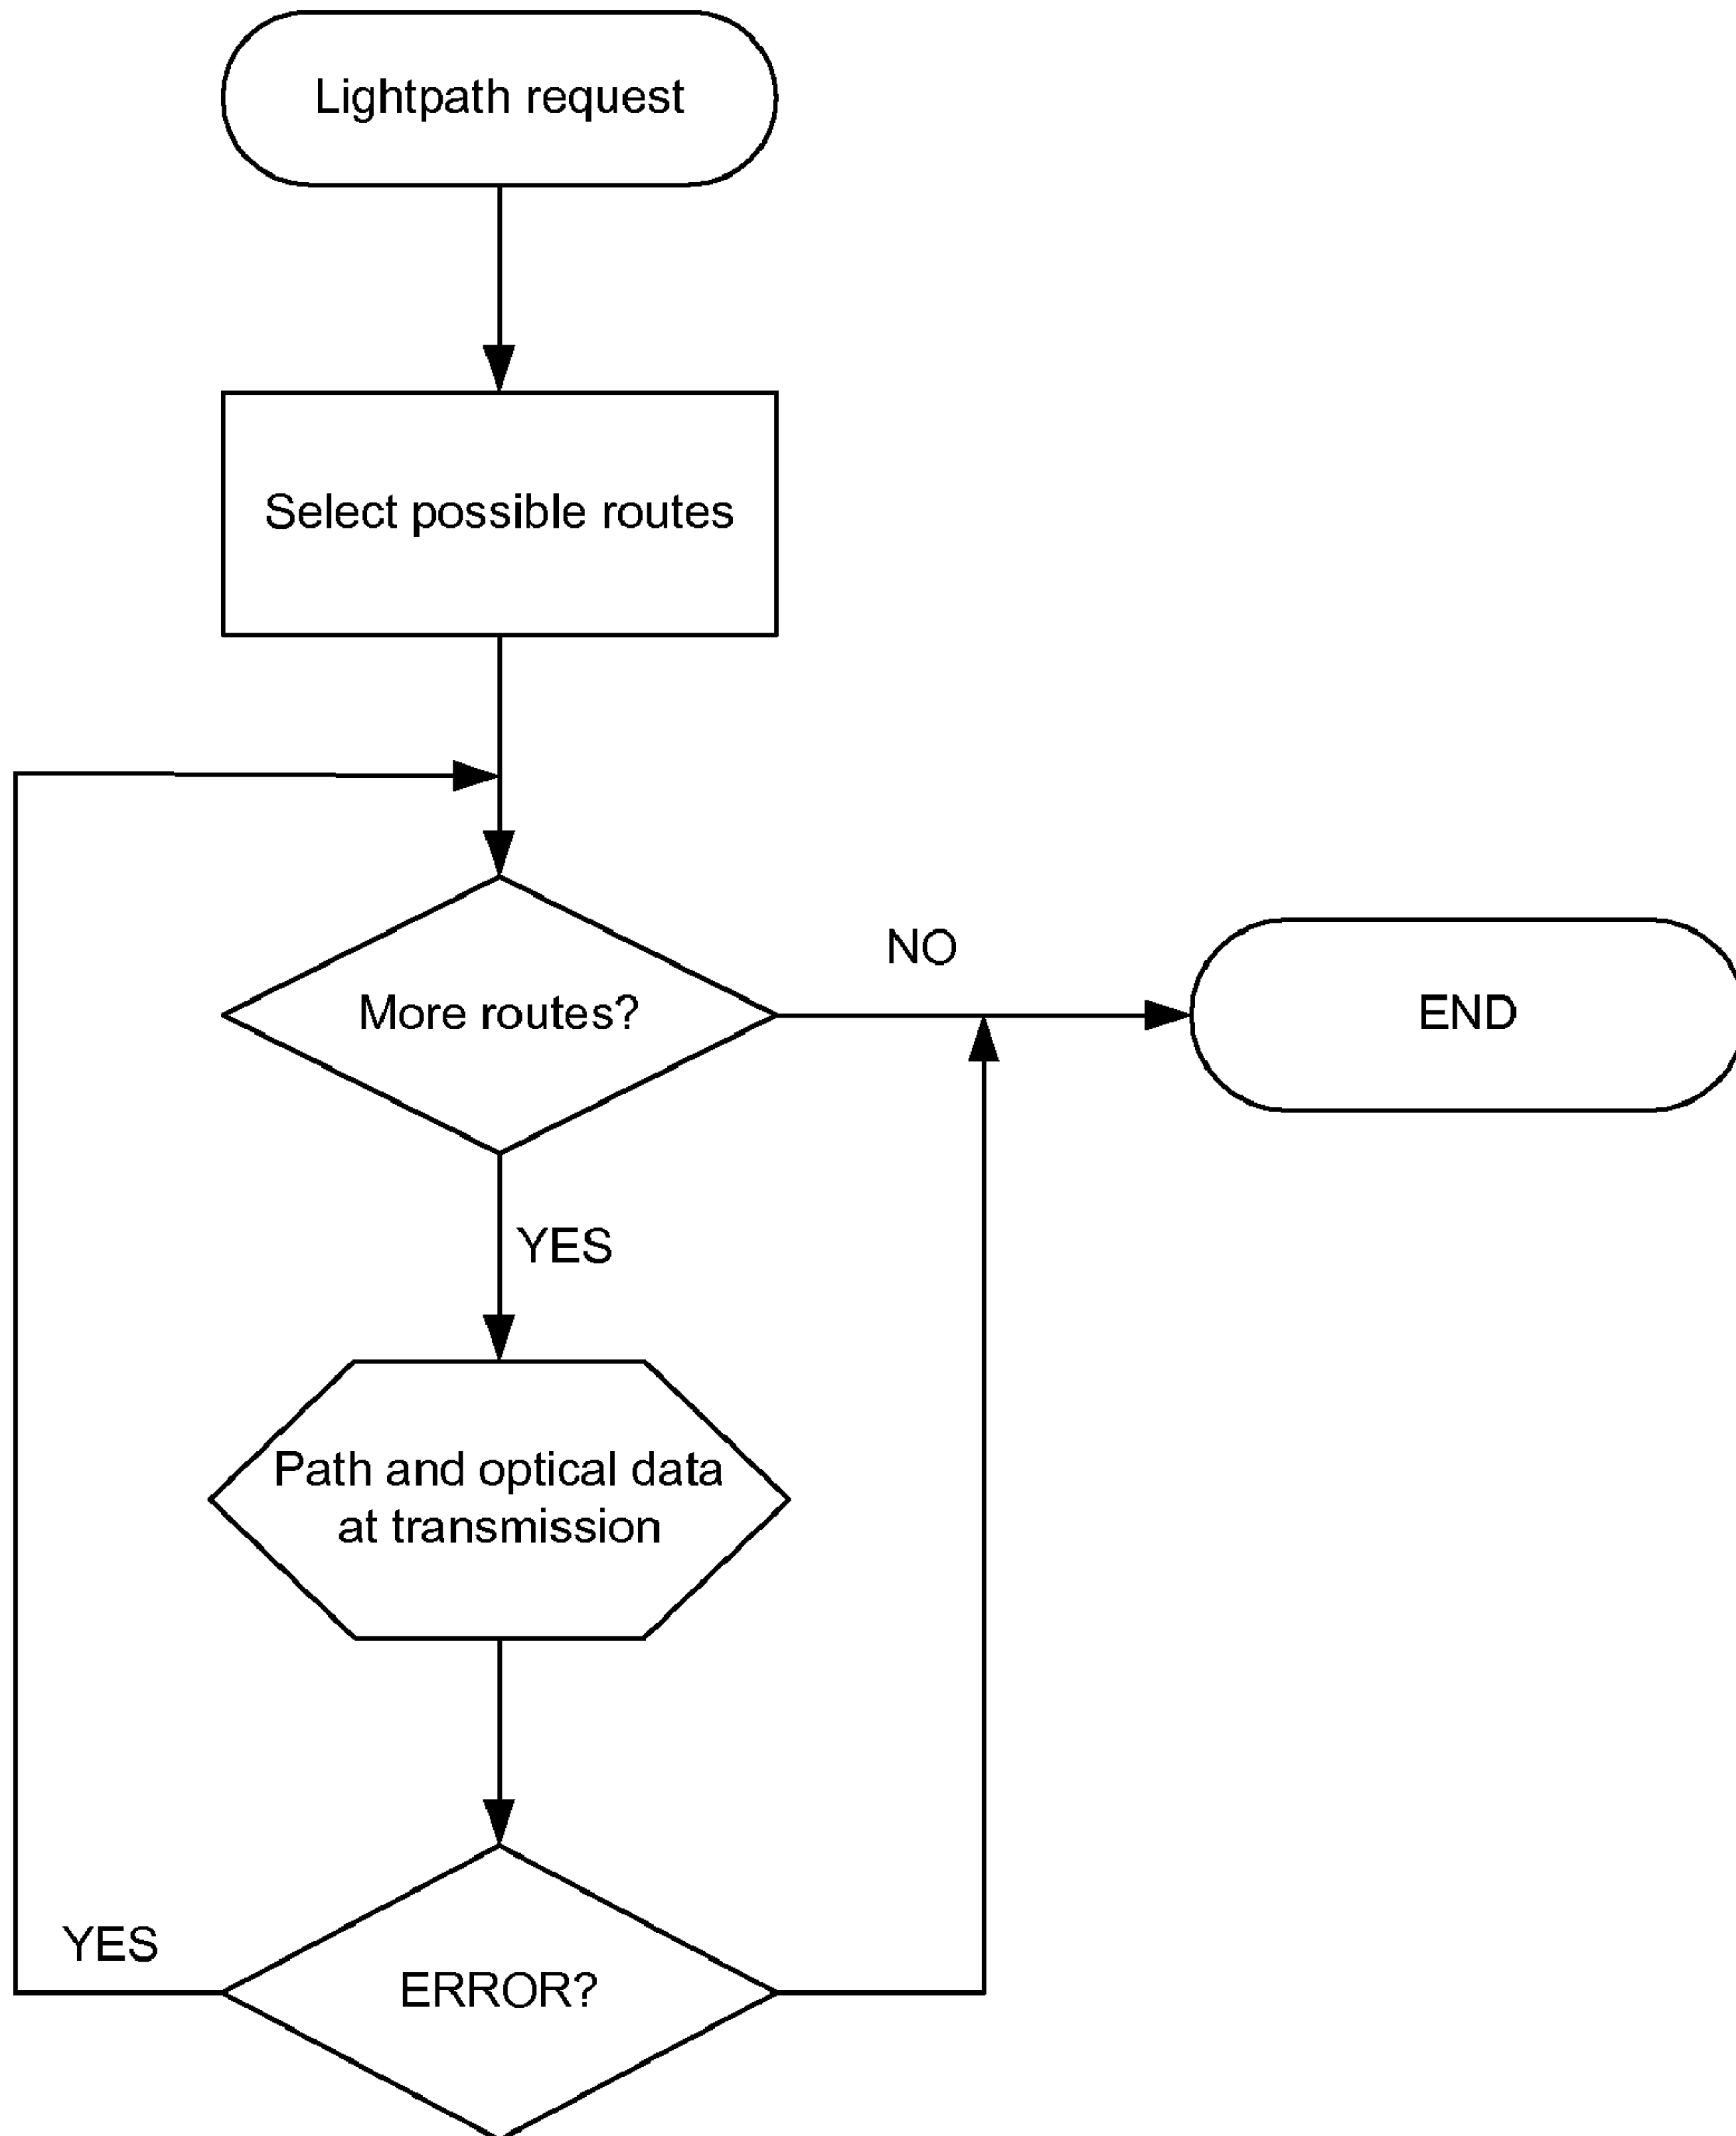 Lightpath request
Select possible routes
More routes?
NO
END
YES
Path and optical data
at transmission
YES
ERROR?